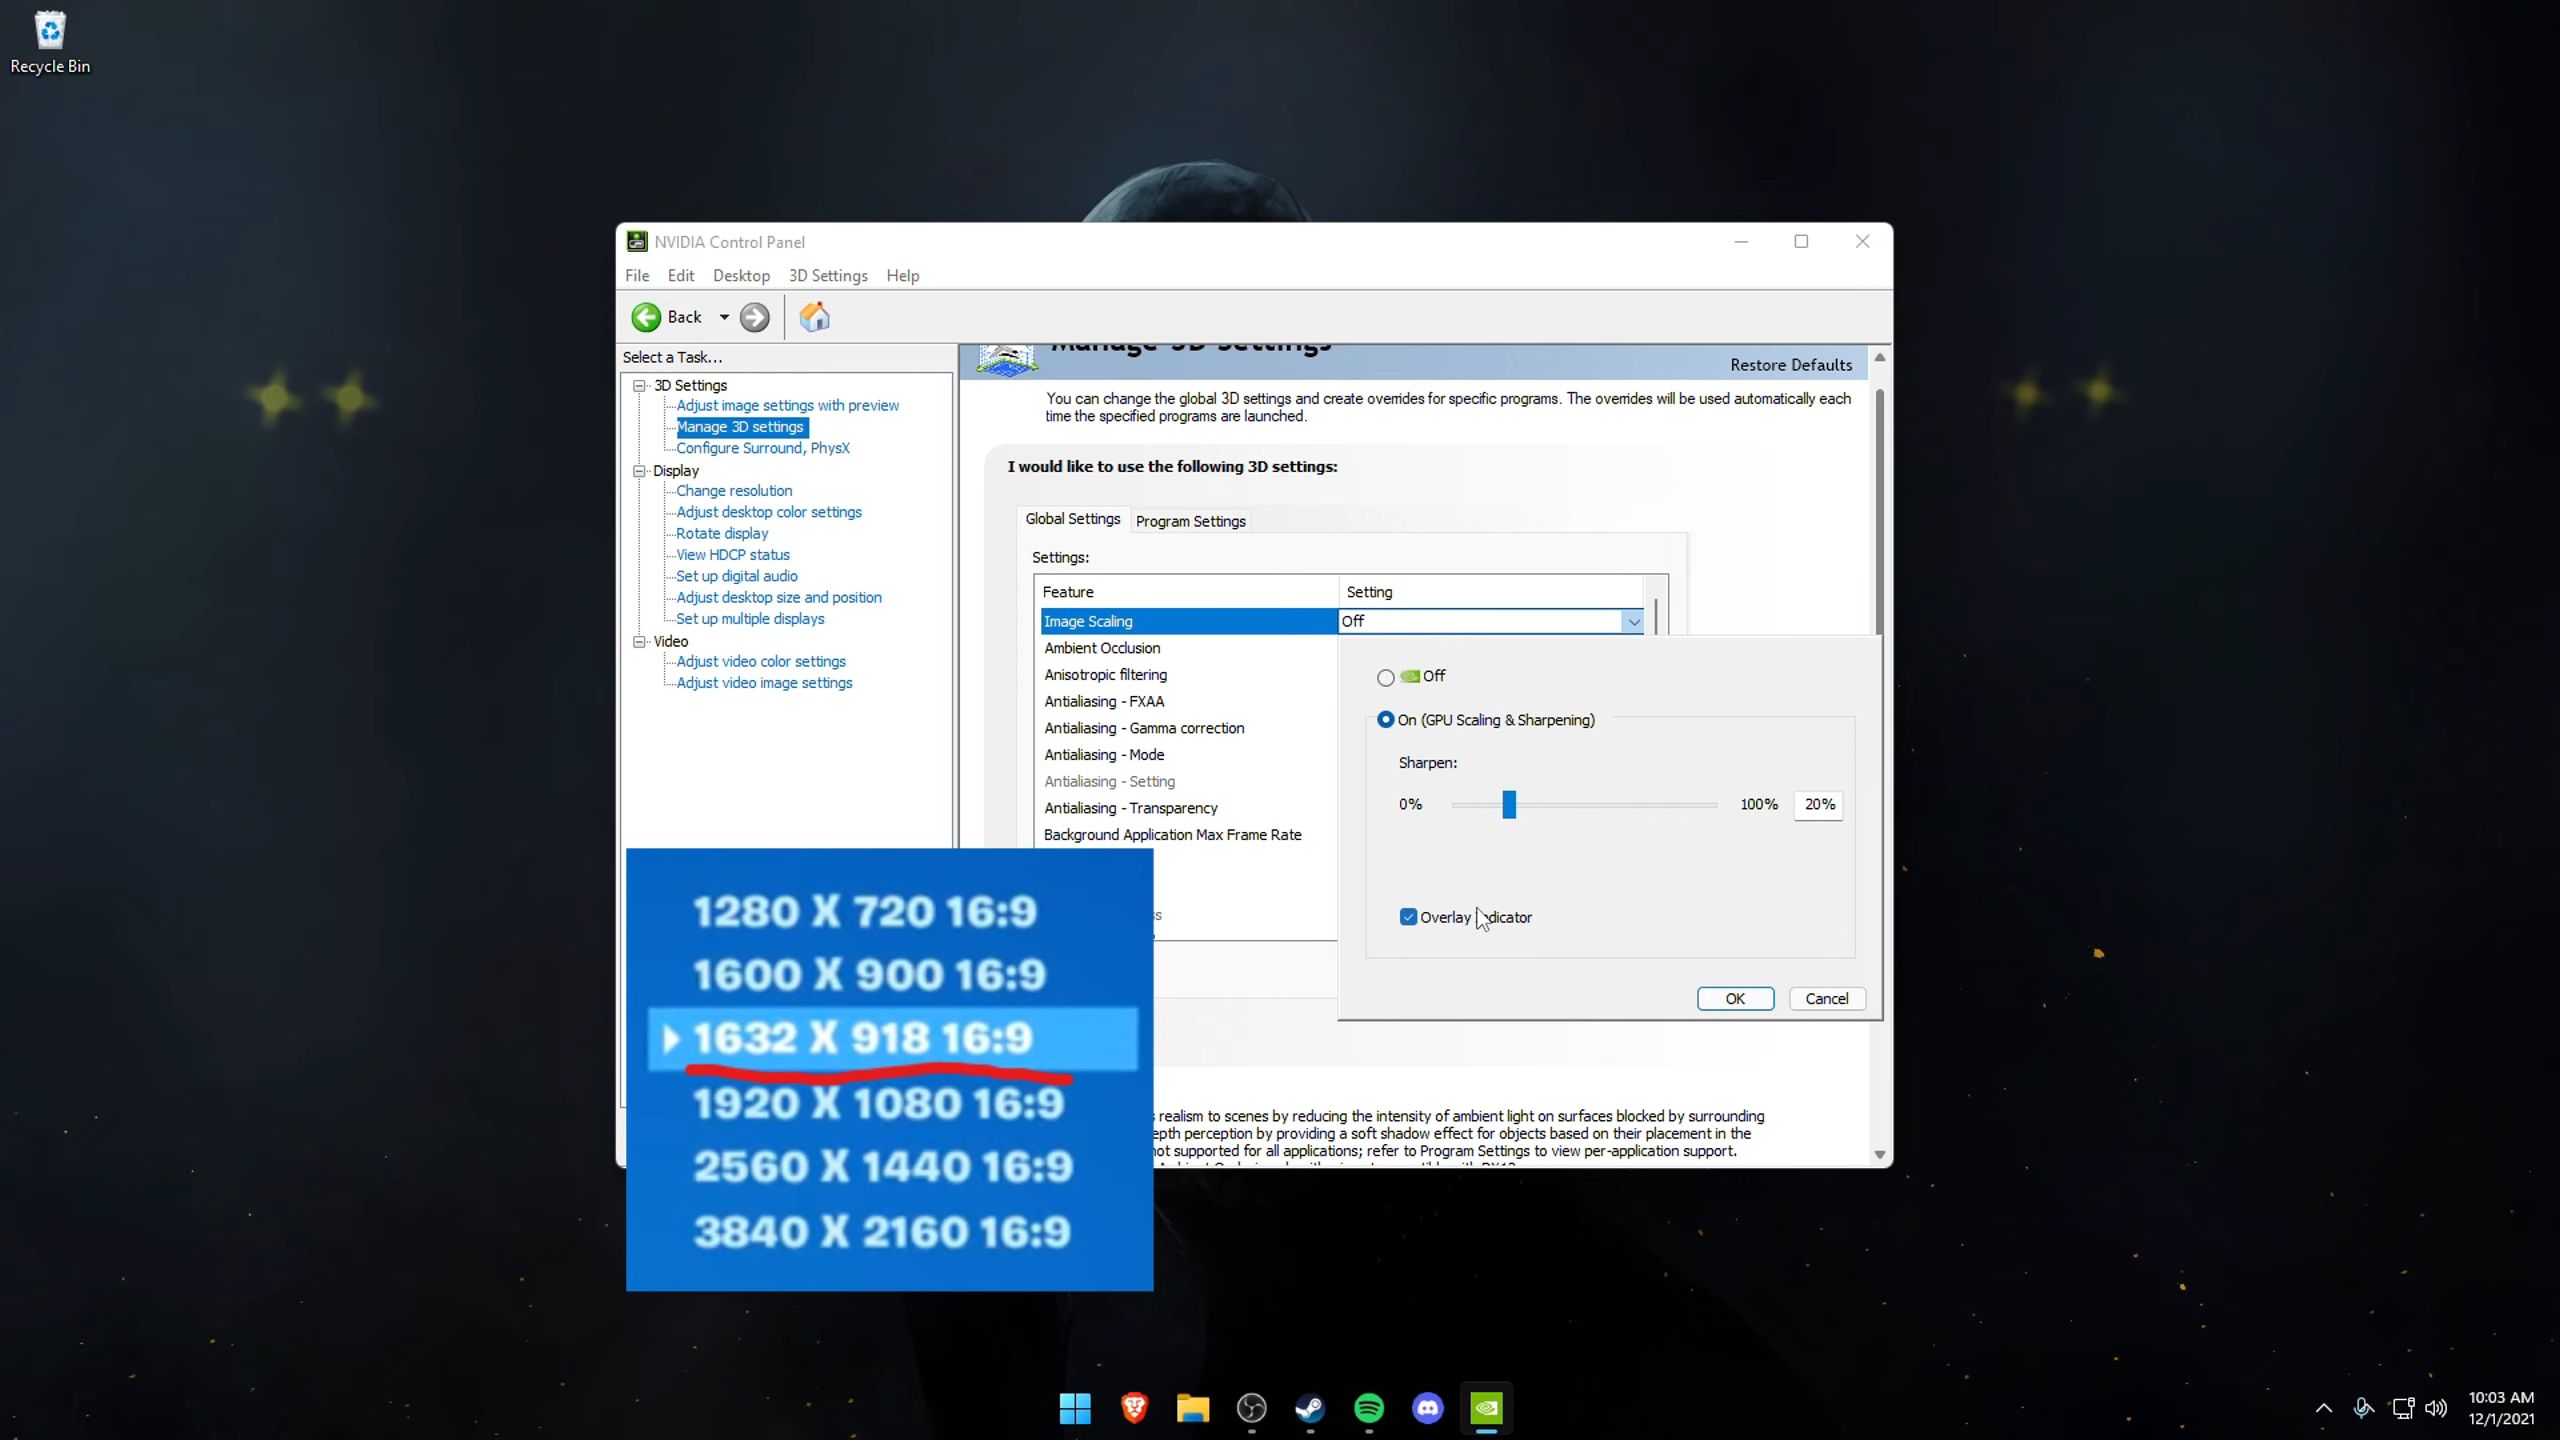 Recycle Bin
NVIDIA Control Panel
File Edit Desktop 3D Settings Help
Back
Select a Task...
3D Settings
Adjust image settings with preview
Manage 3D settings
Configure Surround, PhysX
Display
Change resolution
Adjust desktop color settings
Rotate display
View HDCP status
Set up digital audio
Adjust desktop size and position
Set up multiple displays
Video
Adjust video color settings
Adjust video image settings
Manage 3D Settings
Restore Defaults
You can change the global 3D settings and create overrides for specific programs. The overrides will be used automatically each
time the specified programs are launched.
I would like to use the following 3D settings:
Global Settings Program Settings
Settings:
Feature Setting
Image Scaling Off
Ambient Occlusion
Anisotropic filtering
Antialiasing - FXAA
Antialiasing - Gamma correction
Antialiasing - Mode
Antialiasing - Setting
Antialiasing - Transparency
Background Application Max Frame Rate
Off
On (GPU Scaling & Sharpening)
Sharpen:
0% 100% 20%
Overlay Indicator
OK Cancel
1280 X 720 16:9
1600 X 900 16:9
1632 X 918 16:9
1920 X 1080 16:9
2560 X 1440 16:9
3840 X 2160 16:9
realism to scenes by reducing the intensity of ambient light on surfaces blocked by surrounding
epth perception by providing a soft shadow effect for objects based on their placement in the
not supported for all applications; refer to Program Settings to view per-application support.
10:03 AM
12/1/2021